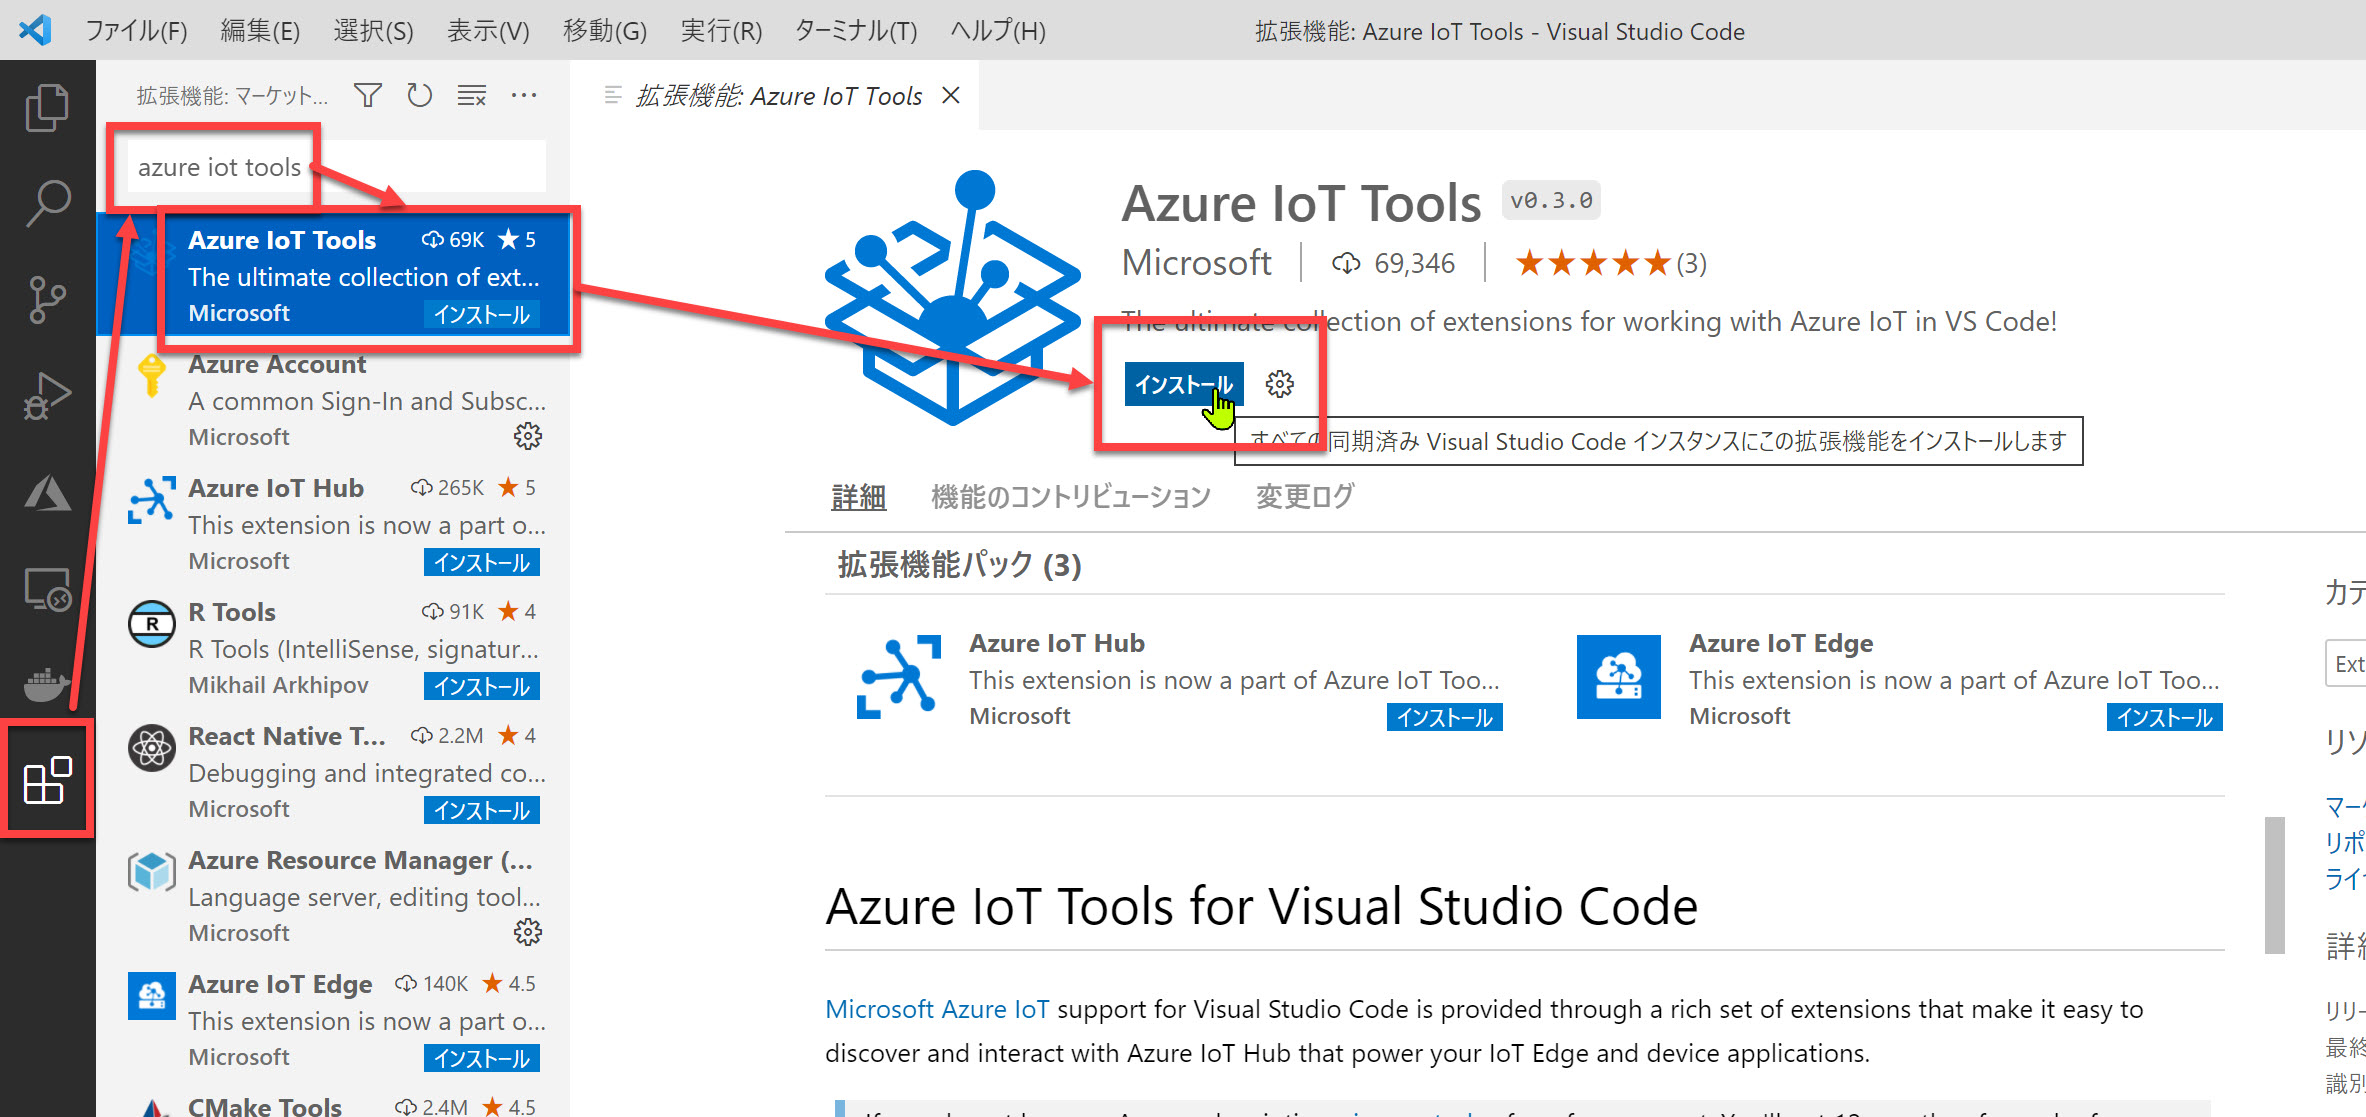 ファイル(F) 編集(E) 選択(S) 表示(V) 移動(G) 実行(R) ターミナル(T) ヘルプ(H) 拡張機能: Azure IoT Tools - Visual Studio Code
拡張機能: マーケット...
拡張機能: Azure IoT Tools
azure iot tools
Azure IoT Tools 69K 5
The ultimate collection of ext...
Microsoft インストール
Azure Account
A common Sign-In and Subsc...
Microsoft
Azure IoT Hub 265K 5
This extension is now a part o...
Microsoft インストール
R Tools 91K 4
R Tools (IntelliSense, signatur...
Mikhail Arkhipov インストール
React Native T... 2.2M 4
Debugging and integrated co...
Microsoft インストール
Azure Resource Manager (...
Language server, editing tool...
Microsoft
Azure IoT Edge 140K 4.5
This extension is now a part o...
Microsoft インストール
CMake Tools 2.4M 4.5
Azure IoT Tools v0.3.0
Microsoft 69,346 (3)
The ultimate collection of extensions for working with Azure IoT in VS Code!
インストール
すべての同期済み Visual Studio Code インスタンスにこの拡張機能をインストールします
詳細 機能のコントリビューション 変更ログ
拡張機能パック (3)
Azure IoT Hub
This extension is now a part of Azure IoT Too...
Microsoft インストール
Azure IoT Edge
This extension is now a part of Azure IoT Too...
Microsoft インストール
Azure IoT Tools for Visual Studio Code
Microsoft Azure IoT support for Visual Studio Code is provided through a rich set of extensions that make it easy to
discover and interact with Azure IoT Hub that power your IoT Edge and device applications.
カテ
Ext
リソ
マーケ
リポ
ライ
詳細
リリー
最終
識別